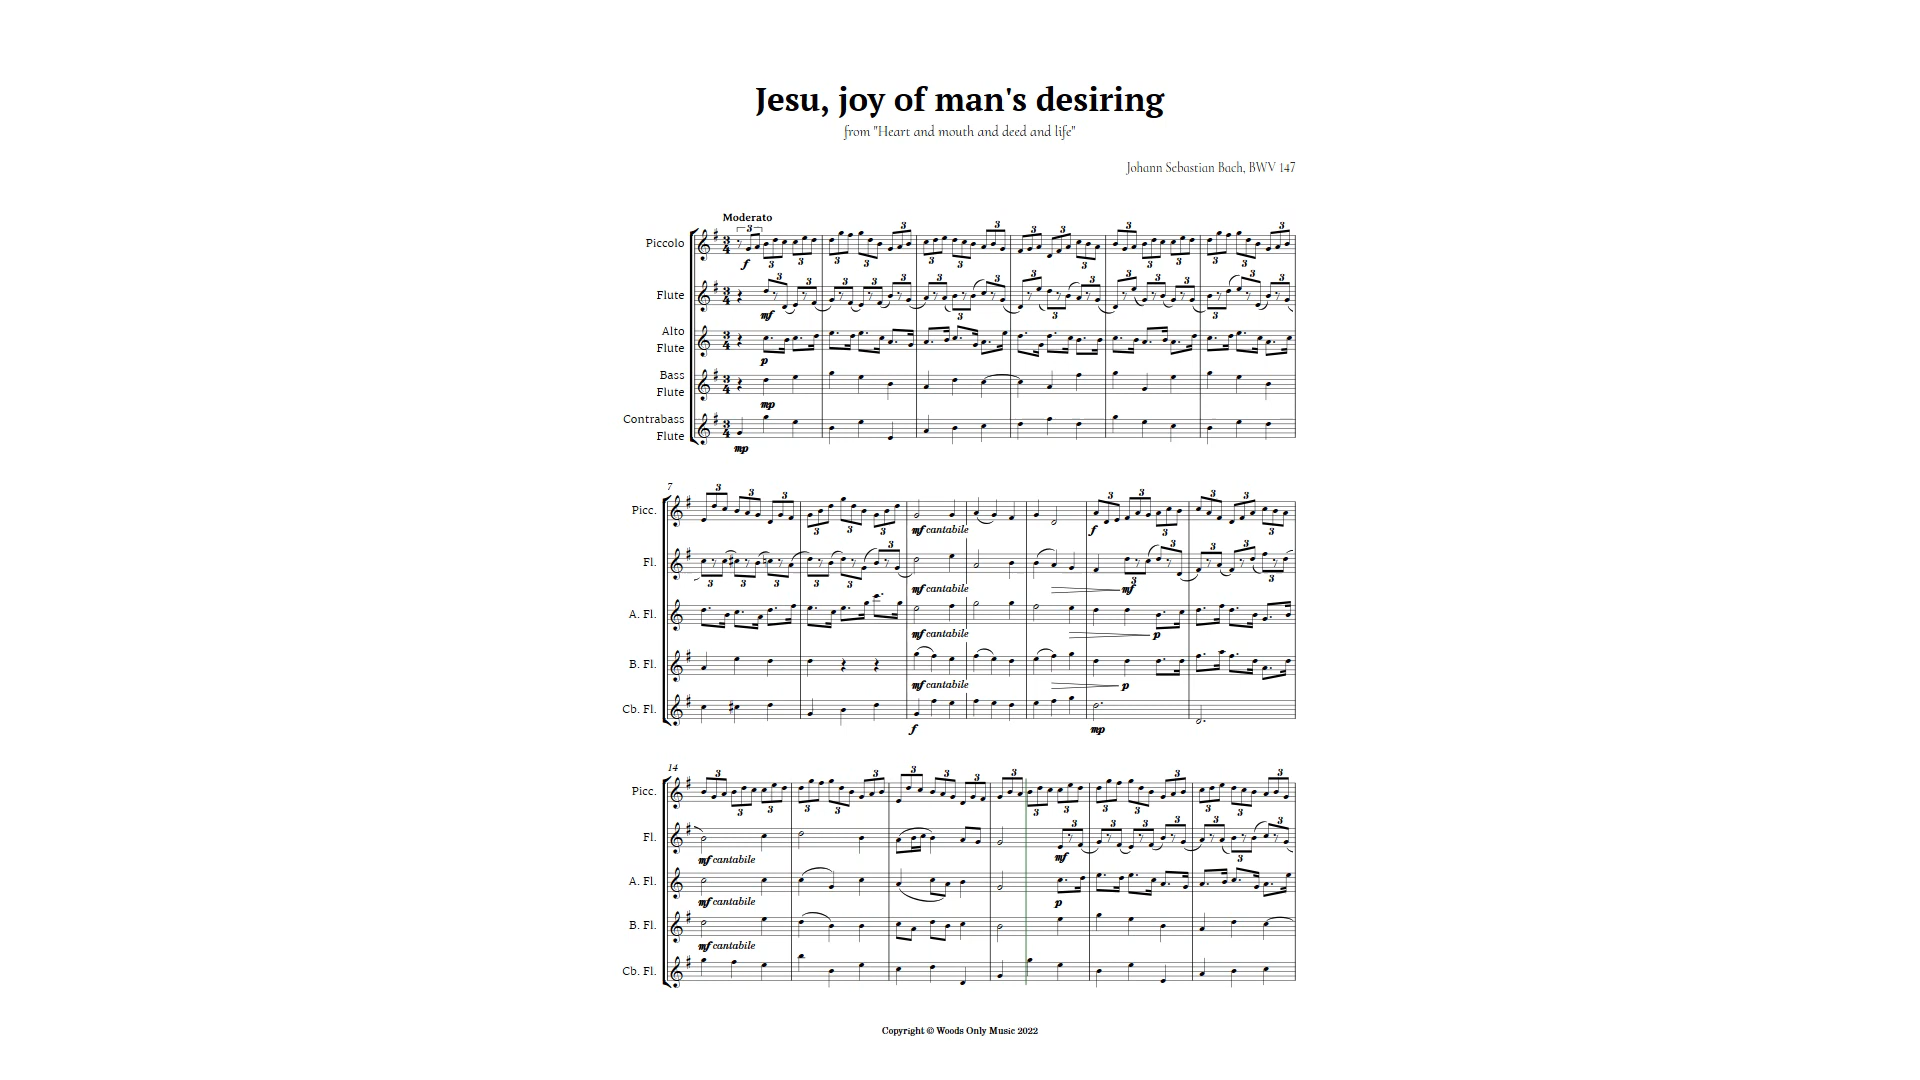 Jesu, joy of man's desiring
from "Heart and mouth and deed and life"
Johann Sebastian Bach, BWV 147
Moderato
Piccolo
f
Flute
mf
Alto
Flute
p
Bass
Flute
mp
Contrabass
Flute
mp
7
Picc.
mf cantabile
f
Fl.
mf cantabile
mf
A. Fl.
mf cantabile
p
B. Fl.
mf cantabile
p
Cb. Fl.
f
mp
14
Picc.
Fl.
mf cantabile
mf
A. Fl.
mf cantabile
p
B. Fl.
mf cantabile
Cb. Fl.
Copyright © Woods Only Music 2022